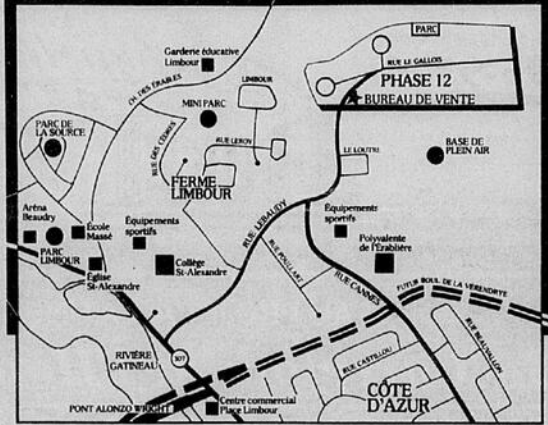 PARC
RUE LE GALLOIS
PHASE 12
BUREAU DE VENTE
Garderie éducative
Limbour
CH. DES ÉRABLES
LIMBOUR
MINI PARC
PARC DE
LA SOURCE
RUE DES CÈDRES
RUE LEROY
LE LOUTRE
BASE DE
PLEIN AIR
FERME
LIMBOUR
Aréna
Beaudry
École
Massé
Équipements
sportifs
RUE LEBAUDY
Équipements
sportifs
PARC
LIMBOUR
Église
St-Alexandre
Collège
St-Alexandre
RUE POULLART
Polyvalente
de l'Érablière
RUE CANNES
FUTUR BOUL. DE LA VÉRENDRYE
RIVIÈRE
GATINEAU
307
RUE CASTILLOU
RUE BEAUVALLON
CÔTE
D'AZUR
PONT ALONZO WRIGHT
Centre commercial
Place Limbour